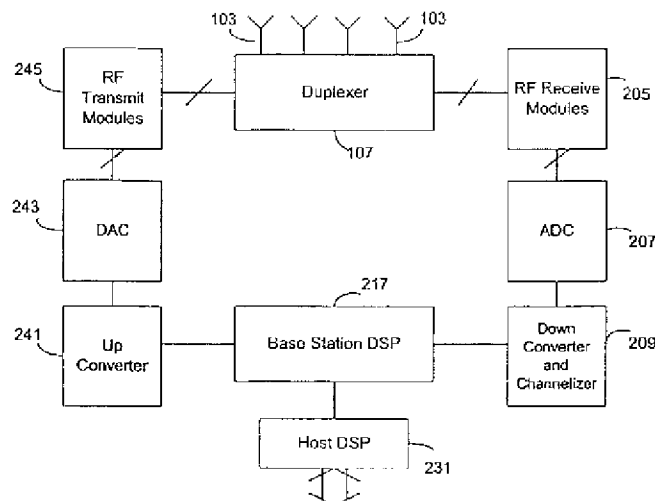 103
103
245
RF
Transmit
Modules
Duplexer
RF Receive
Modules
205
107
243
DAC
ADC
207
217
241
Up
Converter
Base Station DSP
Down
Converter
and
Channelizer
209
Host DSP
231